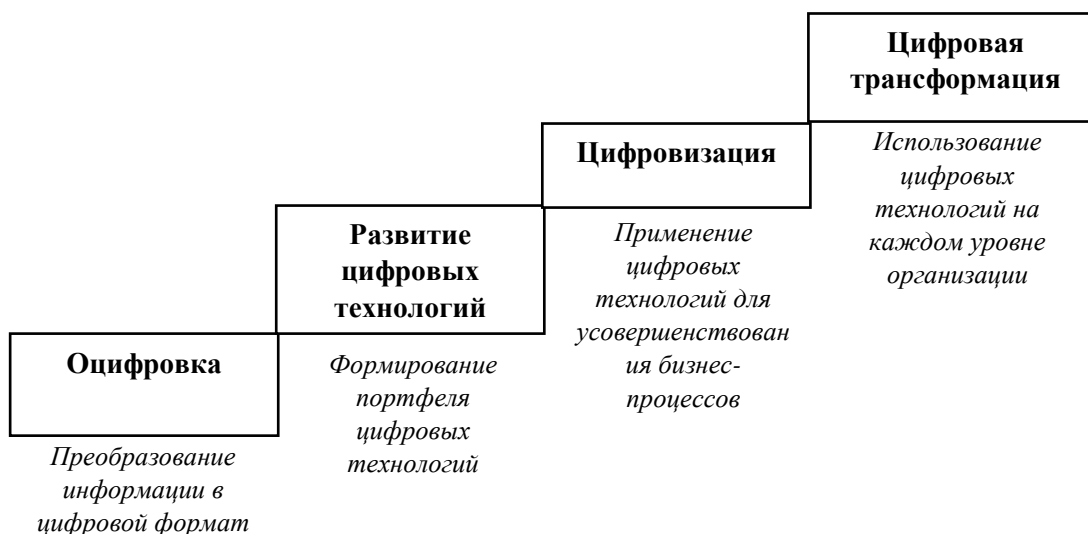 Оцифровка
Преобразование
информации в
цифровой формат
Развитие
цифровых
технологий
Формирование
портфеля
цифровых
технологий
Цифровизация
Применение
цифровых
технологий для
усовершенствован
ия бизнес-
процессов
Цифровая
трансформация
Использование
цифровых
технологий на
каждом уровне
организации